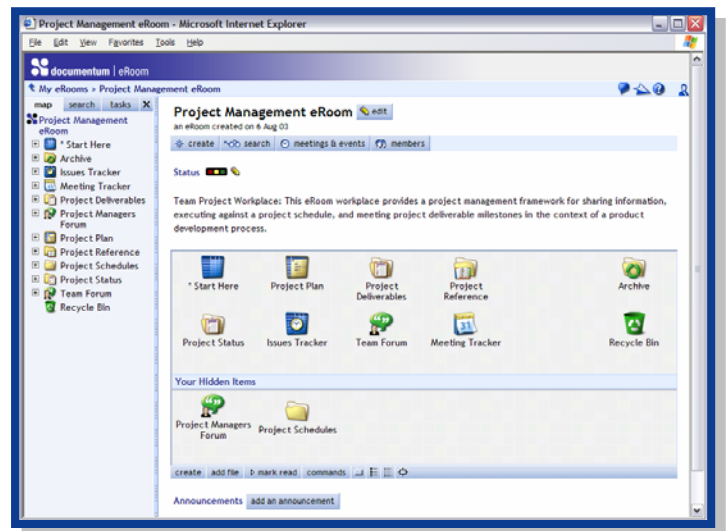 Project Management eRoom - Microsoft Internet Explorer
File Edit View Favorites Tools Help
documentum | eRoom
My eRooms > Project Management eRoom
map search tasks X
Project Management eRoom
* Start Here
Archive
Issues Tracker
Meeting Tracker
Project Deliverables
Project Managers Forum
Project Plan
Project Reference
Project Schedules
Project Status
Team Forum
Recycle Bin
Project Management eRoom edit
an eRoom created on 6 Aug 03
create search meetings & events members
Status
Team Project Workplace: This eRoom workplace provides a project management framework for sharing information,
executing against a project schedule, and meeting project deliverable milestones in the context of a product
development process.
* Start Here Project Plan Project Deliverables Project Reference Archive
Project Status Issues Tracker Team Forum Meeting Tracker Recycle Bin
Your Hidden Items
Project Managers Forum Project Schedules
create add file mark read commands
Announcements add an announcement